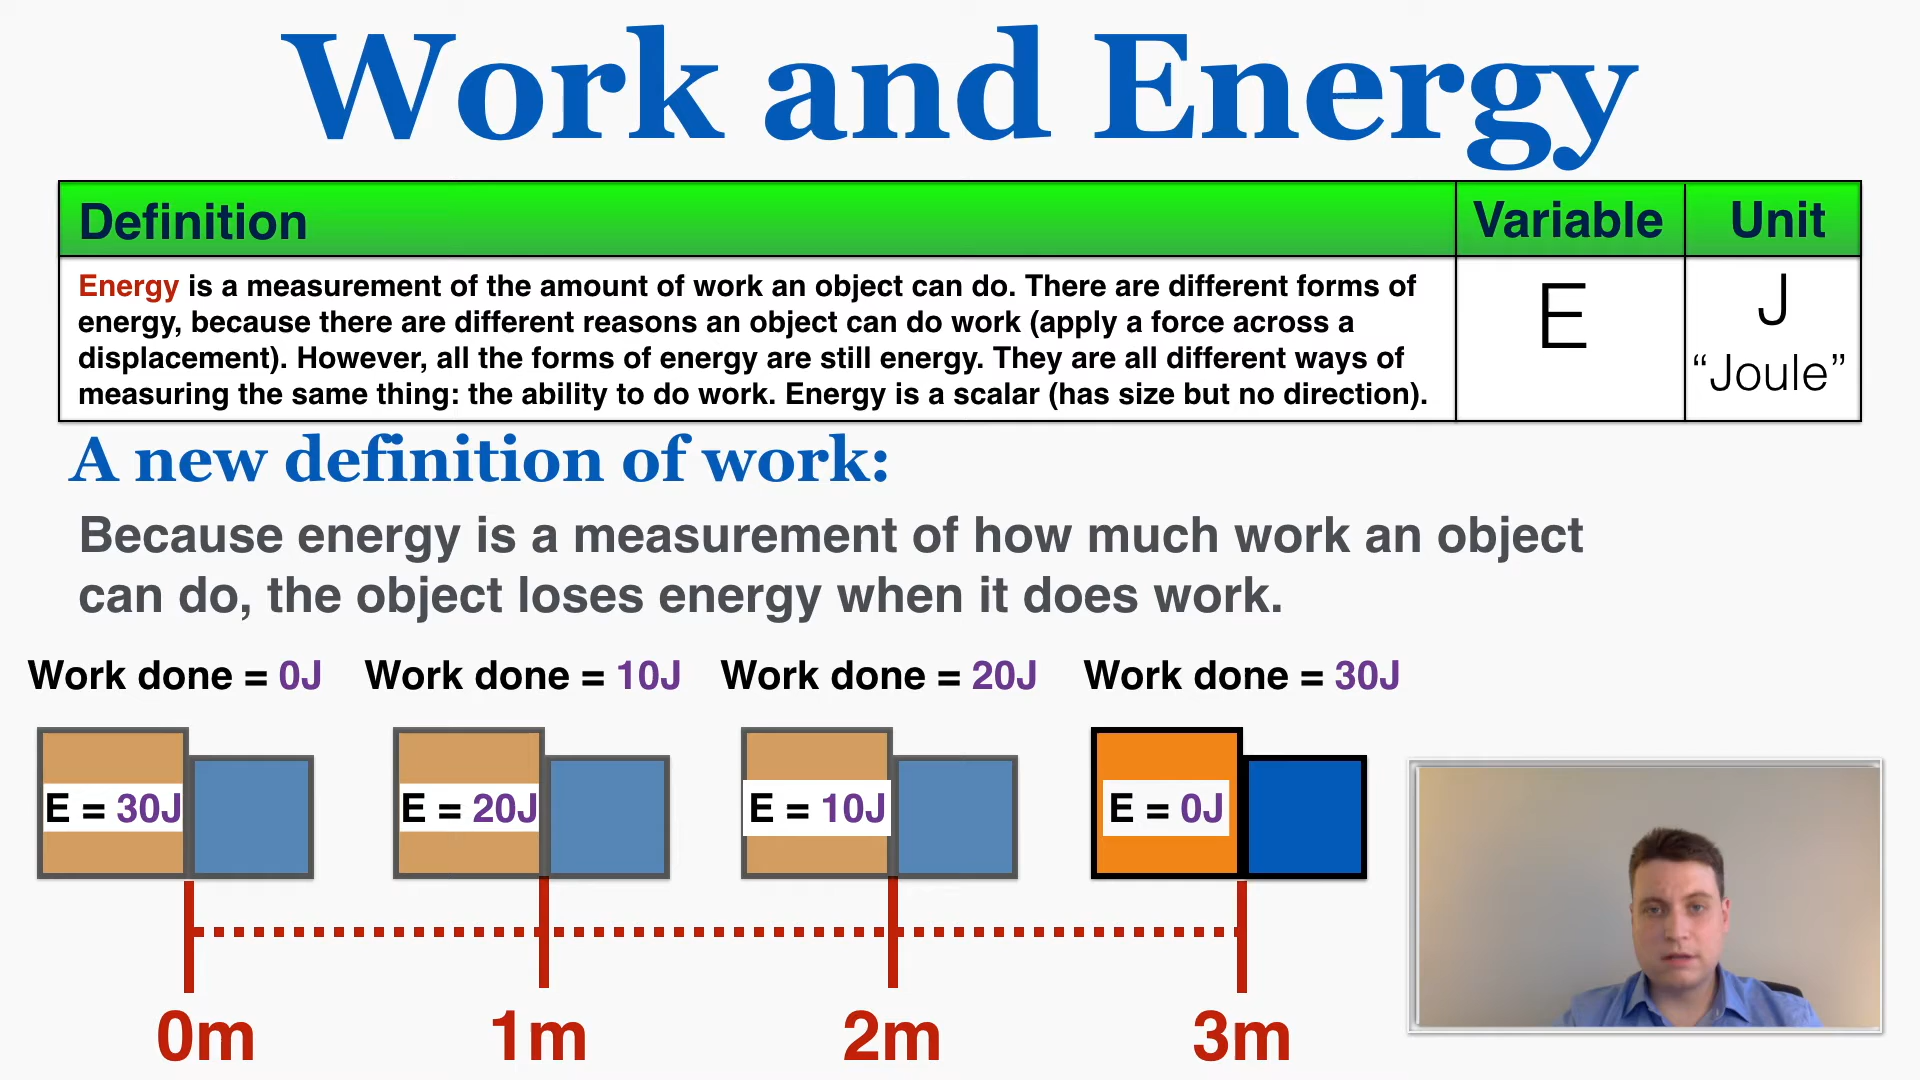 Work and Energy
Definition
Variable
Unit
Energy is a measurement of the amount of work an object can do. There are different forms of
energy, because there are different reasons an object can do work (apply a force across a
displacement). However, all the forms of energy are still energy. They are all different ways of
measuring the same thing: the ability to do work. Energy is a scalar (has size but no direction).
E
J
“Joule”
A new definition of work:
Because energy is a measurement of how much work an object
can do, the object loses energy when it does work.
Work done = 0J
Work done = 10J
Work done = 20J
Work done = 30J
E = 30J
E = 20J
E = 10J
E = 0J
0m
1m
2m
3m